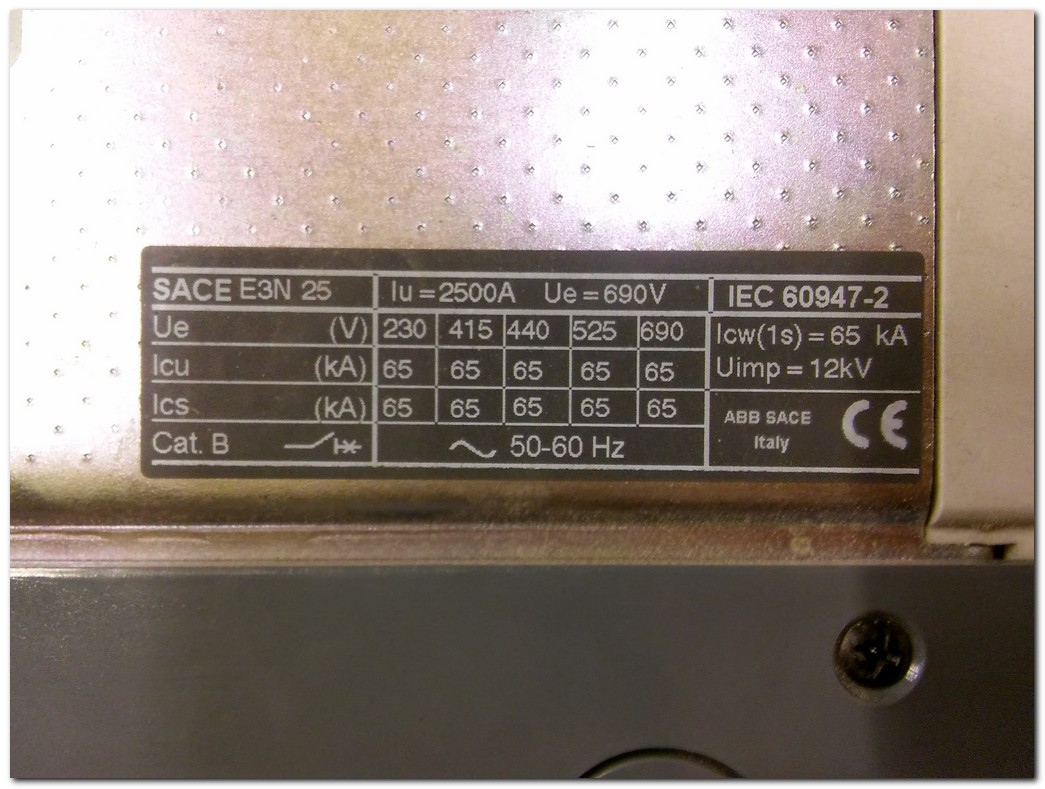 SACE E3N 25 Iu=2500A Ue=690V IEC 60947-2
Ue (V) 230 415 440 525 690 Icw(1s)=65 kA
Icu (kA) 65 65 65 65 65 Uimp=12kV
Ics (kA) 65 65 65 65 65 ABB SACE CE
Italy
Cat. B ~ 50-60 Hz